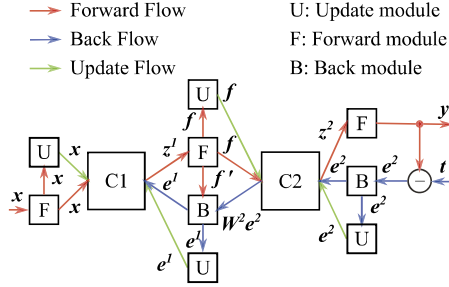 Forward Flow
Back Flow
Update Flow
U: Update module
F: Forward module
B: Back module
U
f
f
x
U
x
z¹
F
f
z²
F
y
C1
f '
C2
e²
e²
t
x
F
x
e¹
B
W²e²
B
−
e¹
e²
e¹
U
e²
U